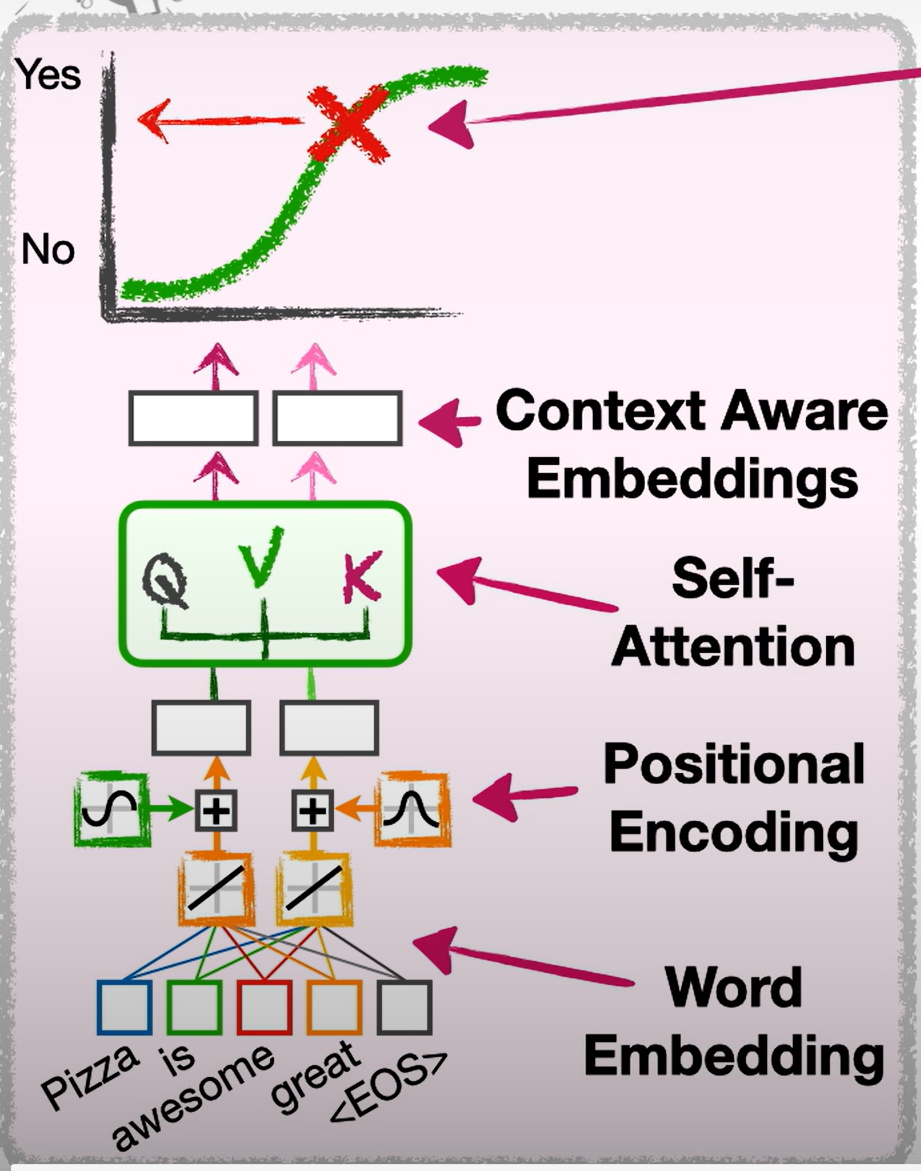 Yes
No
Context Aware
Embeddings
Q V K
Self-
Attention
+ +
Positional
Encoding
Word
Embedding
Pizza
is
awesome
great
<EOS>